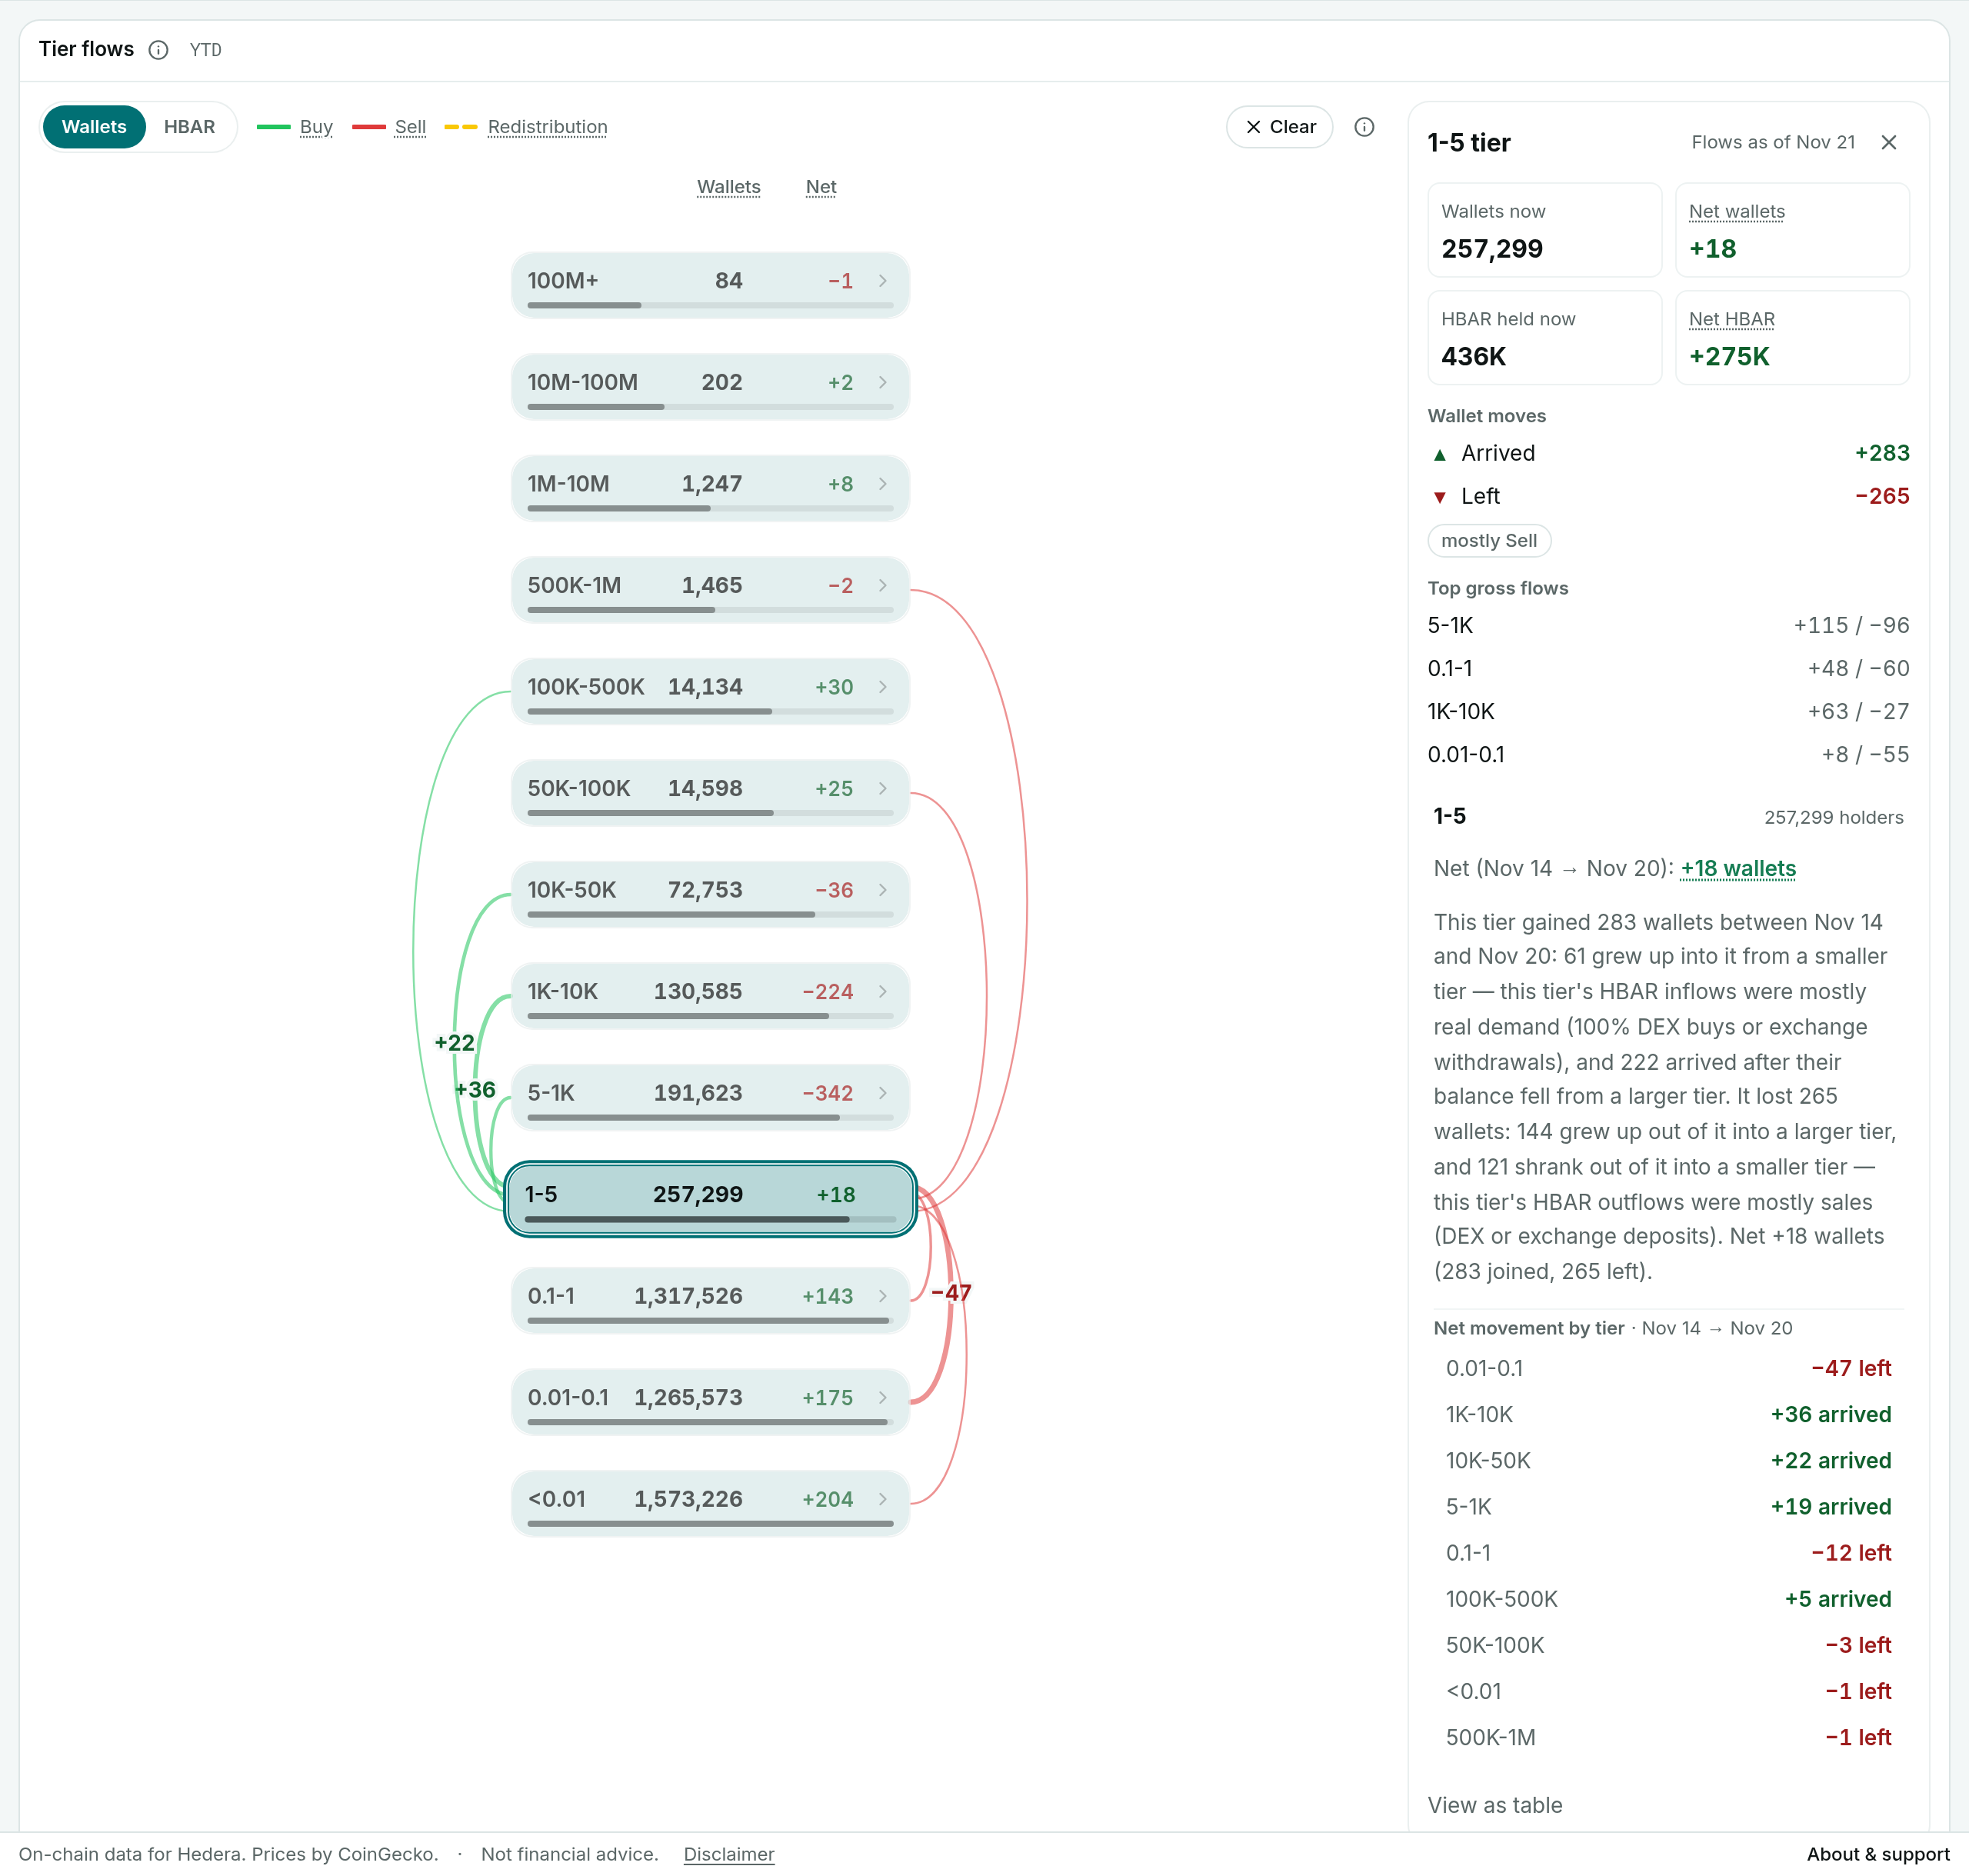 Tier flows YTD
Wallets HBAR Buy Sell Redistribution Clear
Wallets Net
100M+ 84 −1
10M-100M 202 +2
1M-10M 1,247 +8
500K-1M 1,465 −2
100K-500K 14,134 +30
50K-100K 14,598 +25
10K-50K 72,753 −36
1K-10K 130,585 −224
+22
+36
5-1K 191,623 −342
1-5 257,299 +18
0.1-1 1,317,526 +143
−47
0.01-0.1 1,265,573 +175
<0.01 1,573,226 +204
1-5 tier Flows as of Nov 21
Wallets now Net wallets
257,299 +18
HBAR held now Net HBAR
436K +275K
Wallet moves
▲ Arrived +283
▼ Left −265
mostly Sell
Top gross flows
5-1K +115 / −96
0.1-1 +48 / −60
1K-10K +63 / −27
0.01-0.1 +8 / −55
1-5 257,299 holders
Net (Nov 14 → Nov 20): +18 wallets
This tier gained 283 wallets between Nov 14
and Nov 20: 61 grew up into it from a smaller
tier — this tier's HBAR inflows were mostly
real demand (100% DEX buys or exchange
withdrawals), and 222 arrived after their
balance fell from a larger tier. It lost 265
wallets: 144 grew up out of it into a larger tier,
and 121 shrank out of it into a smaller tier —
this tier's HBAR outflows were mostly sales
(DEX or exchange deposits). Net +18 wallets
(283 joined, 265 left).
Net movement by tier · Nov 14 → Nov 20
0.01-0.1 −47 left
1K-10K +36 arrived
10K-50K +22 arrived
5-1K +19 arrived
0.1-1 −12 left
100K-500K +5 arrived
50K-100K −3 left
<0.01 −1 left
500K-1M −1 left
View as table
On-chain data for Hedera. Prices by CoinGecko. · Not financial advice. Disclaimer About & support